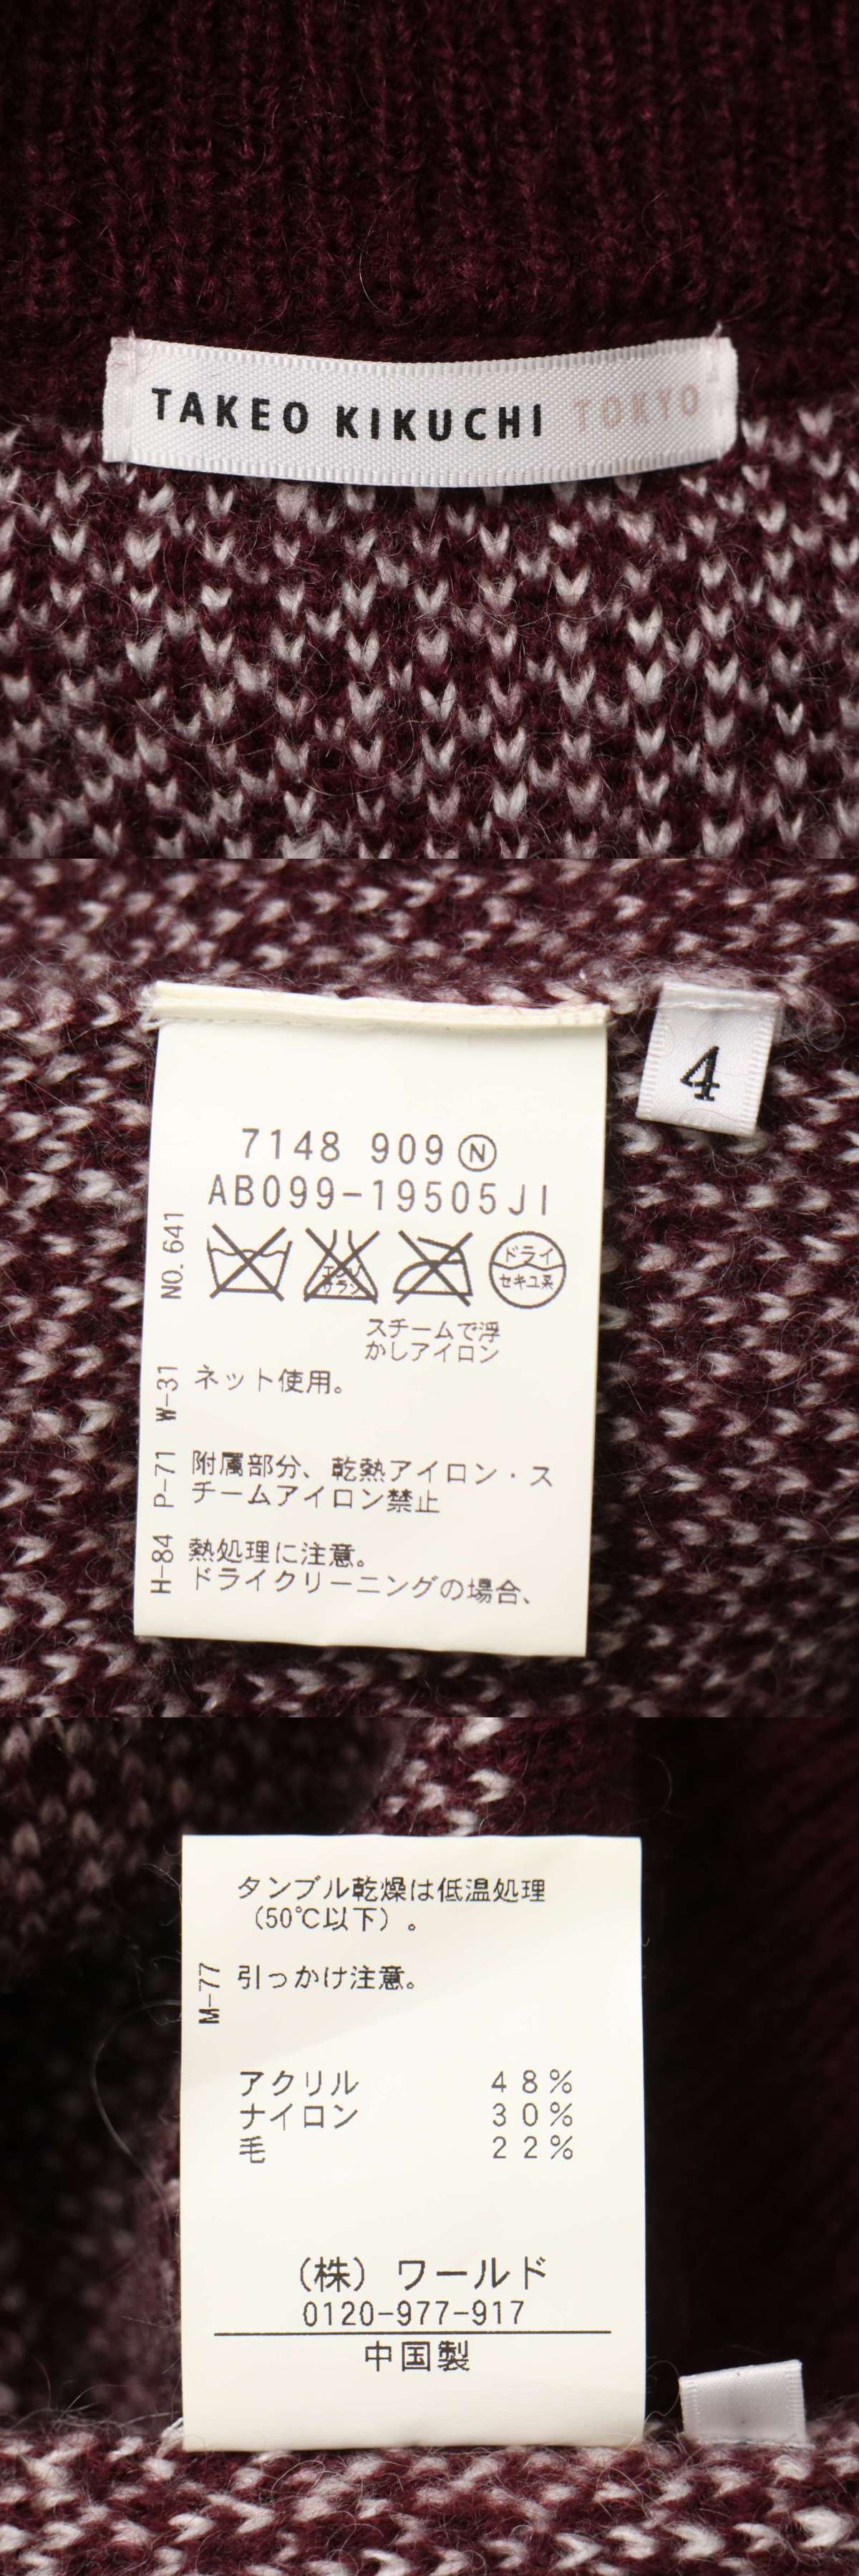 TAKEO KIKUCHI TOKYO
4
7148 909 Ⓝ
AB099-19505JI
NO. 641
ドライ
セキユ系
スチームで浮
かしアイロン
W-31 ネット使用。
P-71 附属部分、乾熱アイロン・ス
チームアイロン禁止
H-84 熱処理に注意。
ドライクリーニングの場合、
タンブル乾燥は低温処理
(50℃以下)。
M-77 引っかけ注意。
アクリル 48%
ナイロン 30%
毛 22%
(株) ワールド
0120-977-917
中国製